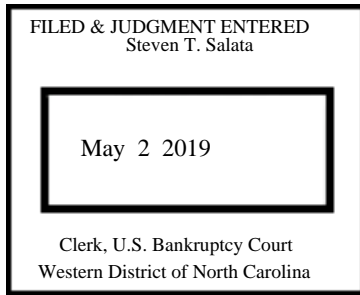 FILED & JUDGMENT ENTERED
Steven T. Salata
May 2 2019
Clerk, U.S. Bankruptcy Court
Western District of North Carolina